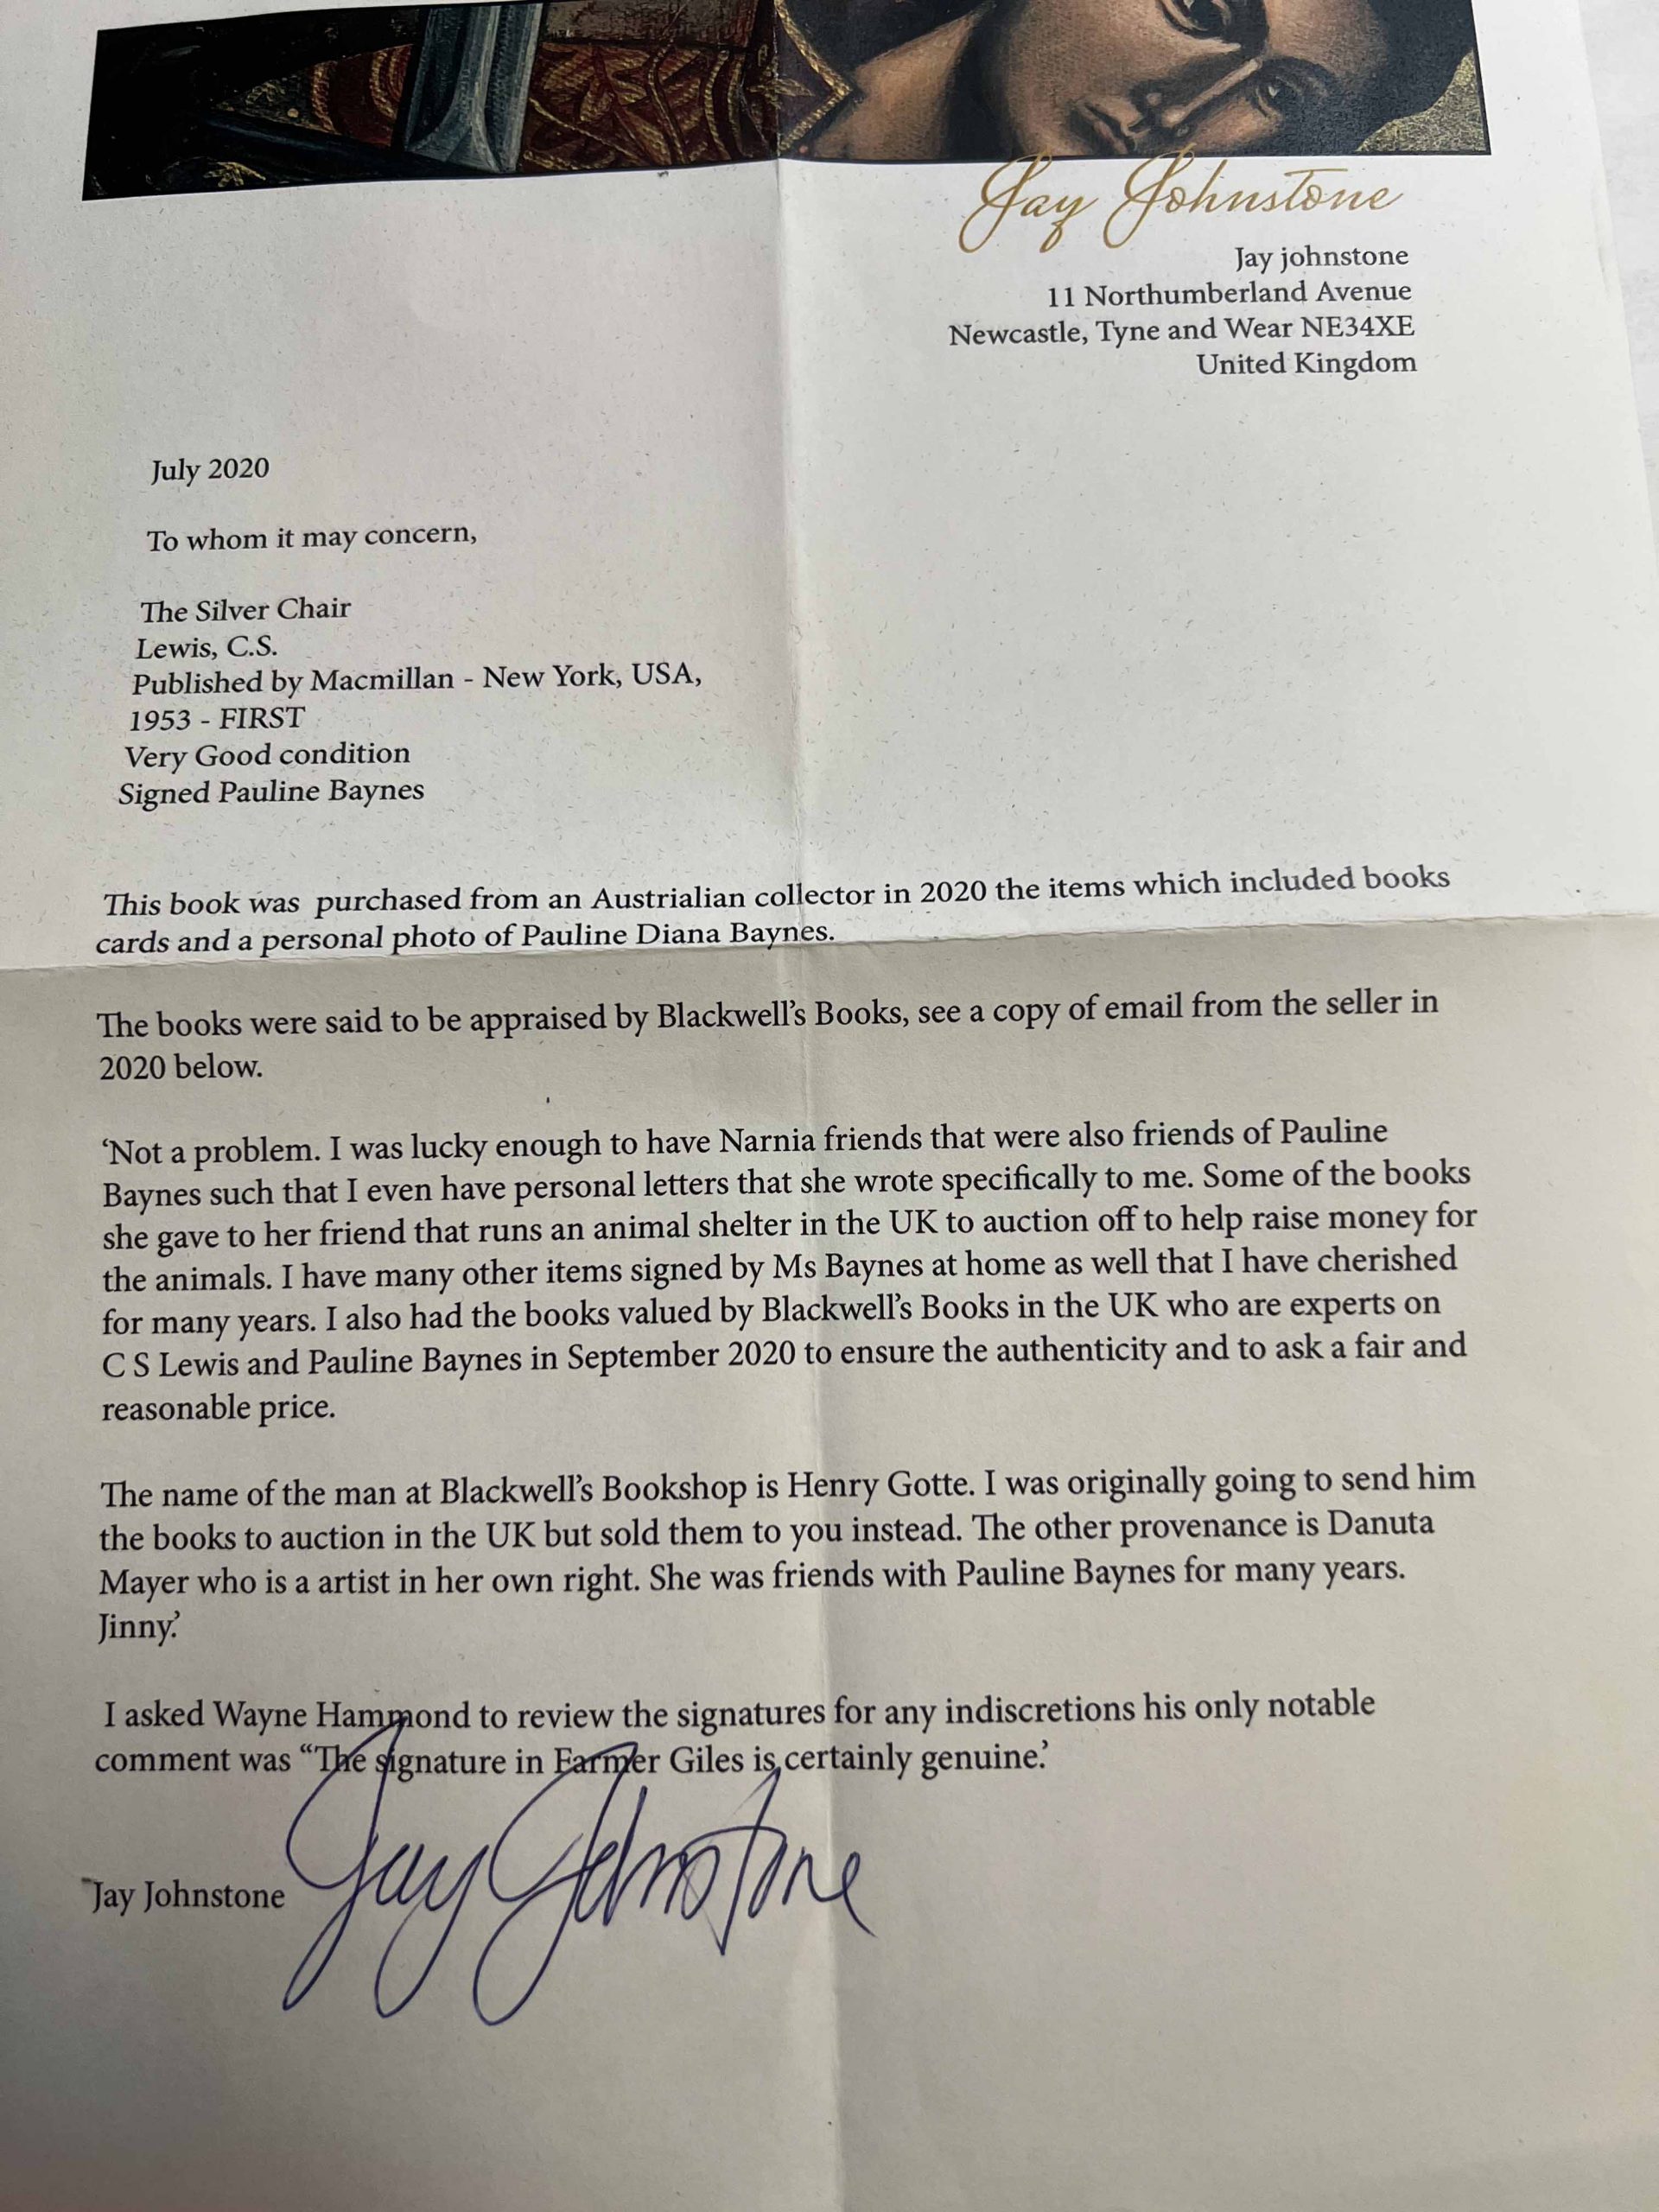 Jay Johnstone
Jay johnstone
11 Northumberland Avenue
Newcastle, Tyne and Wear NE34XE
United Kingdom
July 2020
To whom it may concern,
The Silver Chair
Lewis, C.S.
Published by Macmillan - New York, USA,
1953 - FIRST
Very Good condition
Signed Pauline Baynes
This book was purchased from an Austrialian collector in 2020 the items which included books
cards and a personal photo of Pauline Diana Baynes.
The books were said to be appraised by Blackwell’s Books, see a copy of email from the seller in
2020 below.
‘Not a problem. I was lucky enough to have Narnia friends that were also friends of Pauline
Baynes such that I even have personal letters that she wrote specifically to me. Some of the books
she gave to her friend that runs an animal shelter in the UK to auction off to help raise money for
the animals. I have many other items signed by Ms Baynes at home as well that I have cherished
for many years. I also had the books valued by Blackwell’s Books in the UK who are experts on
C S Lewis and Pauline Baynes in September 2020 to ensure the authenticity and to ask a fair and
reasonable price.
The name of the man at Blackwell’s Bookshop is Henry Gotte. I was originally going to send him
the books to auction in the UK but sold them to you instead. The other provenance is Danuta
Mayer who is a artist in her own right. She was friends with Pauline Baynes for many years.
Jinny.’
I asked Wayne Hammond to review the signatures for any indiscretions his only notable
comment was “The signature in Farmer Giles is certainly genuine.’
Jay Johnstone Jay Johnstone